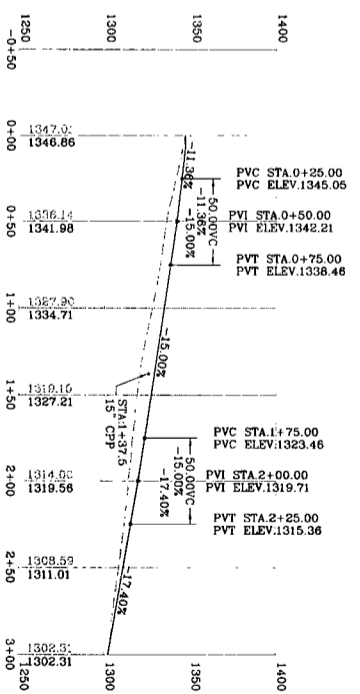 1400
1400
1350
1350
1300
1300
1250
1250
PVC STA.0+25.00
PVC ELEV.1345.05
PVI STA.0+50.00
PVI ELEV.1342.21
PVT STA.0+75.00
PVT ELEV.1338.46
50.00VC
-11.36%
-15.00%
-11.36%
-15.00%
STA:1+37.5
15" CPP
PVC STA.1+75.00
PVC ELEV.1323.46
PVI STA.2+00.00
PVI ELEV.1319.71
PVT STA.2+25.00
PVT ELEV.1315.36
50.00VC
-15.00%
-17.40%
-17.40%
-0+50
1346.86
0+00
1336.14
1341.98
0+50
1327.90
1334.71
1+00
1327.21
1+50
1314.00
1319.56
2+00
1308.59
1311.01
2+50
1302.31
1302.31
3+00